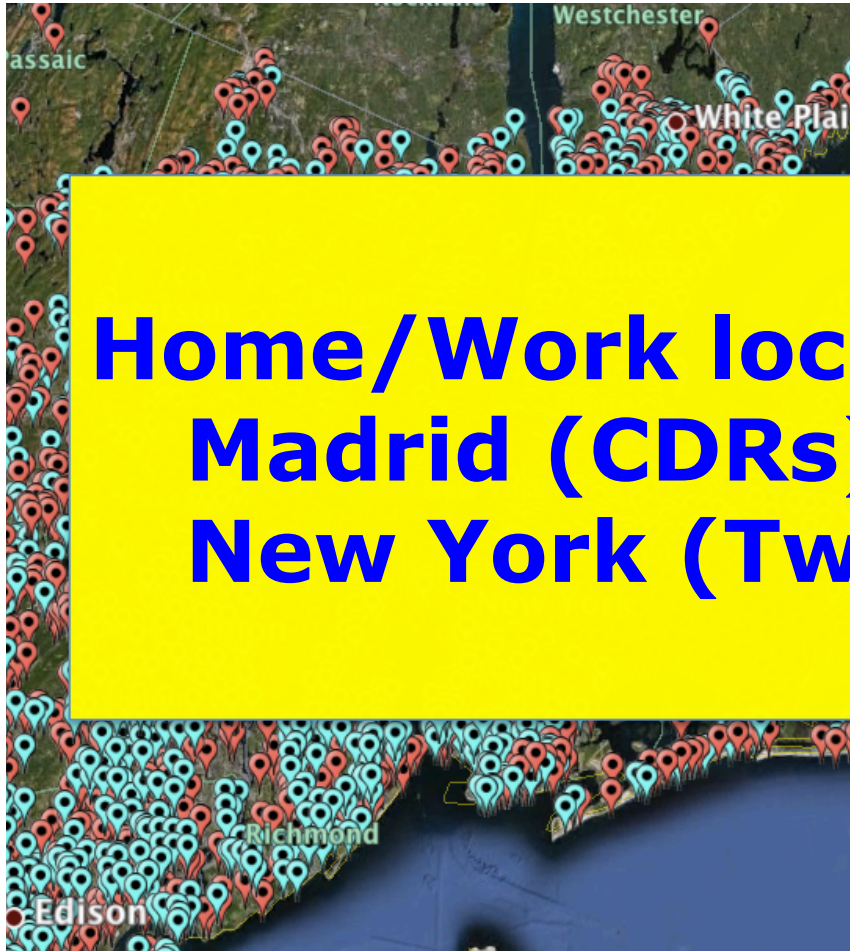 Westchester
assaic
White Plai
Home/Work loc
Madrid (CDRs)
New York (Tw
Richmond
Edison